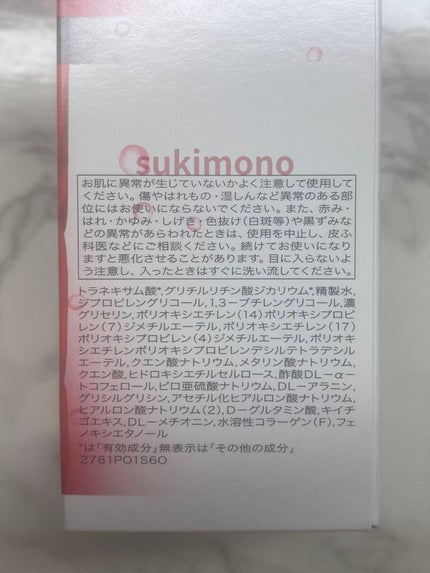 sukimono
お肌に異常が生じていないかよく注意して使用して
ください。傷やはれもの・湿しんなど異常のある部
位にはお使いにならないでください。また、赤み・
はれ・かゆみ・しげき、色抜け(白斑等)や黒ずみな
どの異常があらわれたときは、使用を中止し、皮ふ
科医などにご相談ください。続けてお使いになり
ますと悪化させることがあります。目に入らないよ
う注意し、入ったときはすぐに洗い流してください。
トラネキサム酸*,グリチルリチン酸ジカリウム*,精製水,
ジプロピレングリコール,1,3－ブチレングリコール,濃
グリセリン,ポリオキシエチレン(14)ポリオキシプロピ
レン(7)ジメチルエーテル,ポリオキシエチレン(17)
ポリオキシプロピレン(4)ジメチルエーテル,ポリオキ
シエチレンポリオキシプロピレンデシルテトラデシル
エーテル,クエン酸ナトリウム,メタリン酸ナトリウム,
クエン酸,ヒドロキシエチルセルロース,酢酸DL－α－
トコフェロール,ピロ亜硫酸ナトリウム,DL－アラニン,
グリシルグリシン,アセチル化ヒアルロン酸ナトリウム,
ヒアルロン酸ナトリウム(2),D－グルタミン酸,キイチ
ゴエキス,DL－メチオニン,水溶性コラーゲン(F),フェ
ノキシエタノール
*は「有効成分」無表示は「その他の成分」
2781P01S60